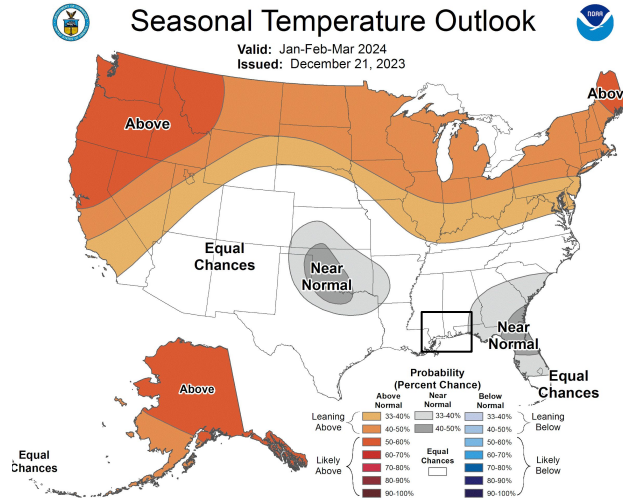 Seasonal Temperature Outlook
NOAA
Valid: Jan-Feb-Mar 2024
Issued: December 21, 2023
Above
Above
Equal
Chances
Near
Normal
Near
Normal
Equal
Chances
Above
Equal
Chances
Probability
(Percent Chance)
Above
Normal
Near
Normal
Below
Normal
Leaning
Above
33-40%
40-50%
33-40%
40-50%
33-40%
40-50%
Leaning
Below
Likely
Above
50-60%
60-70%
70-80%
80-90%
90-100%
Equal
Chances
50-60%
60-70%
70-80%
80-90%
90-100%
Likely
Below